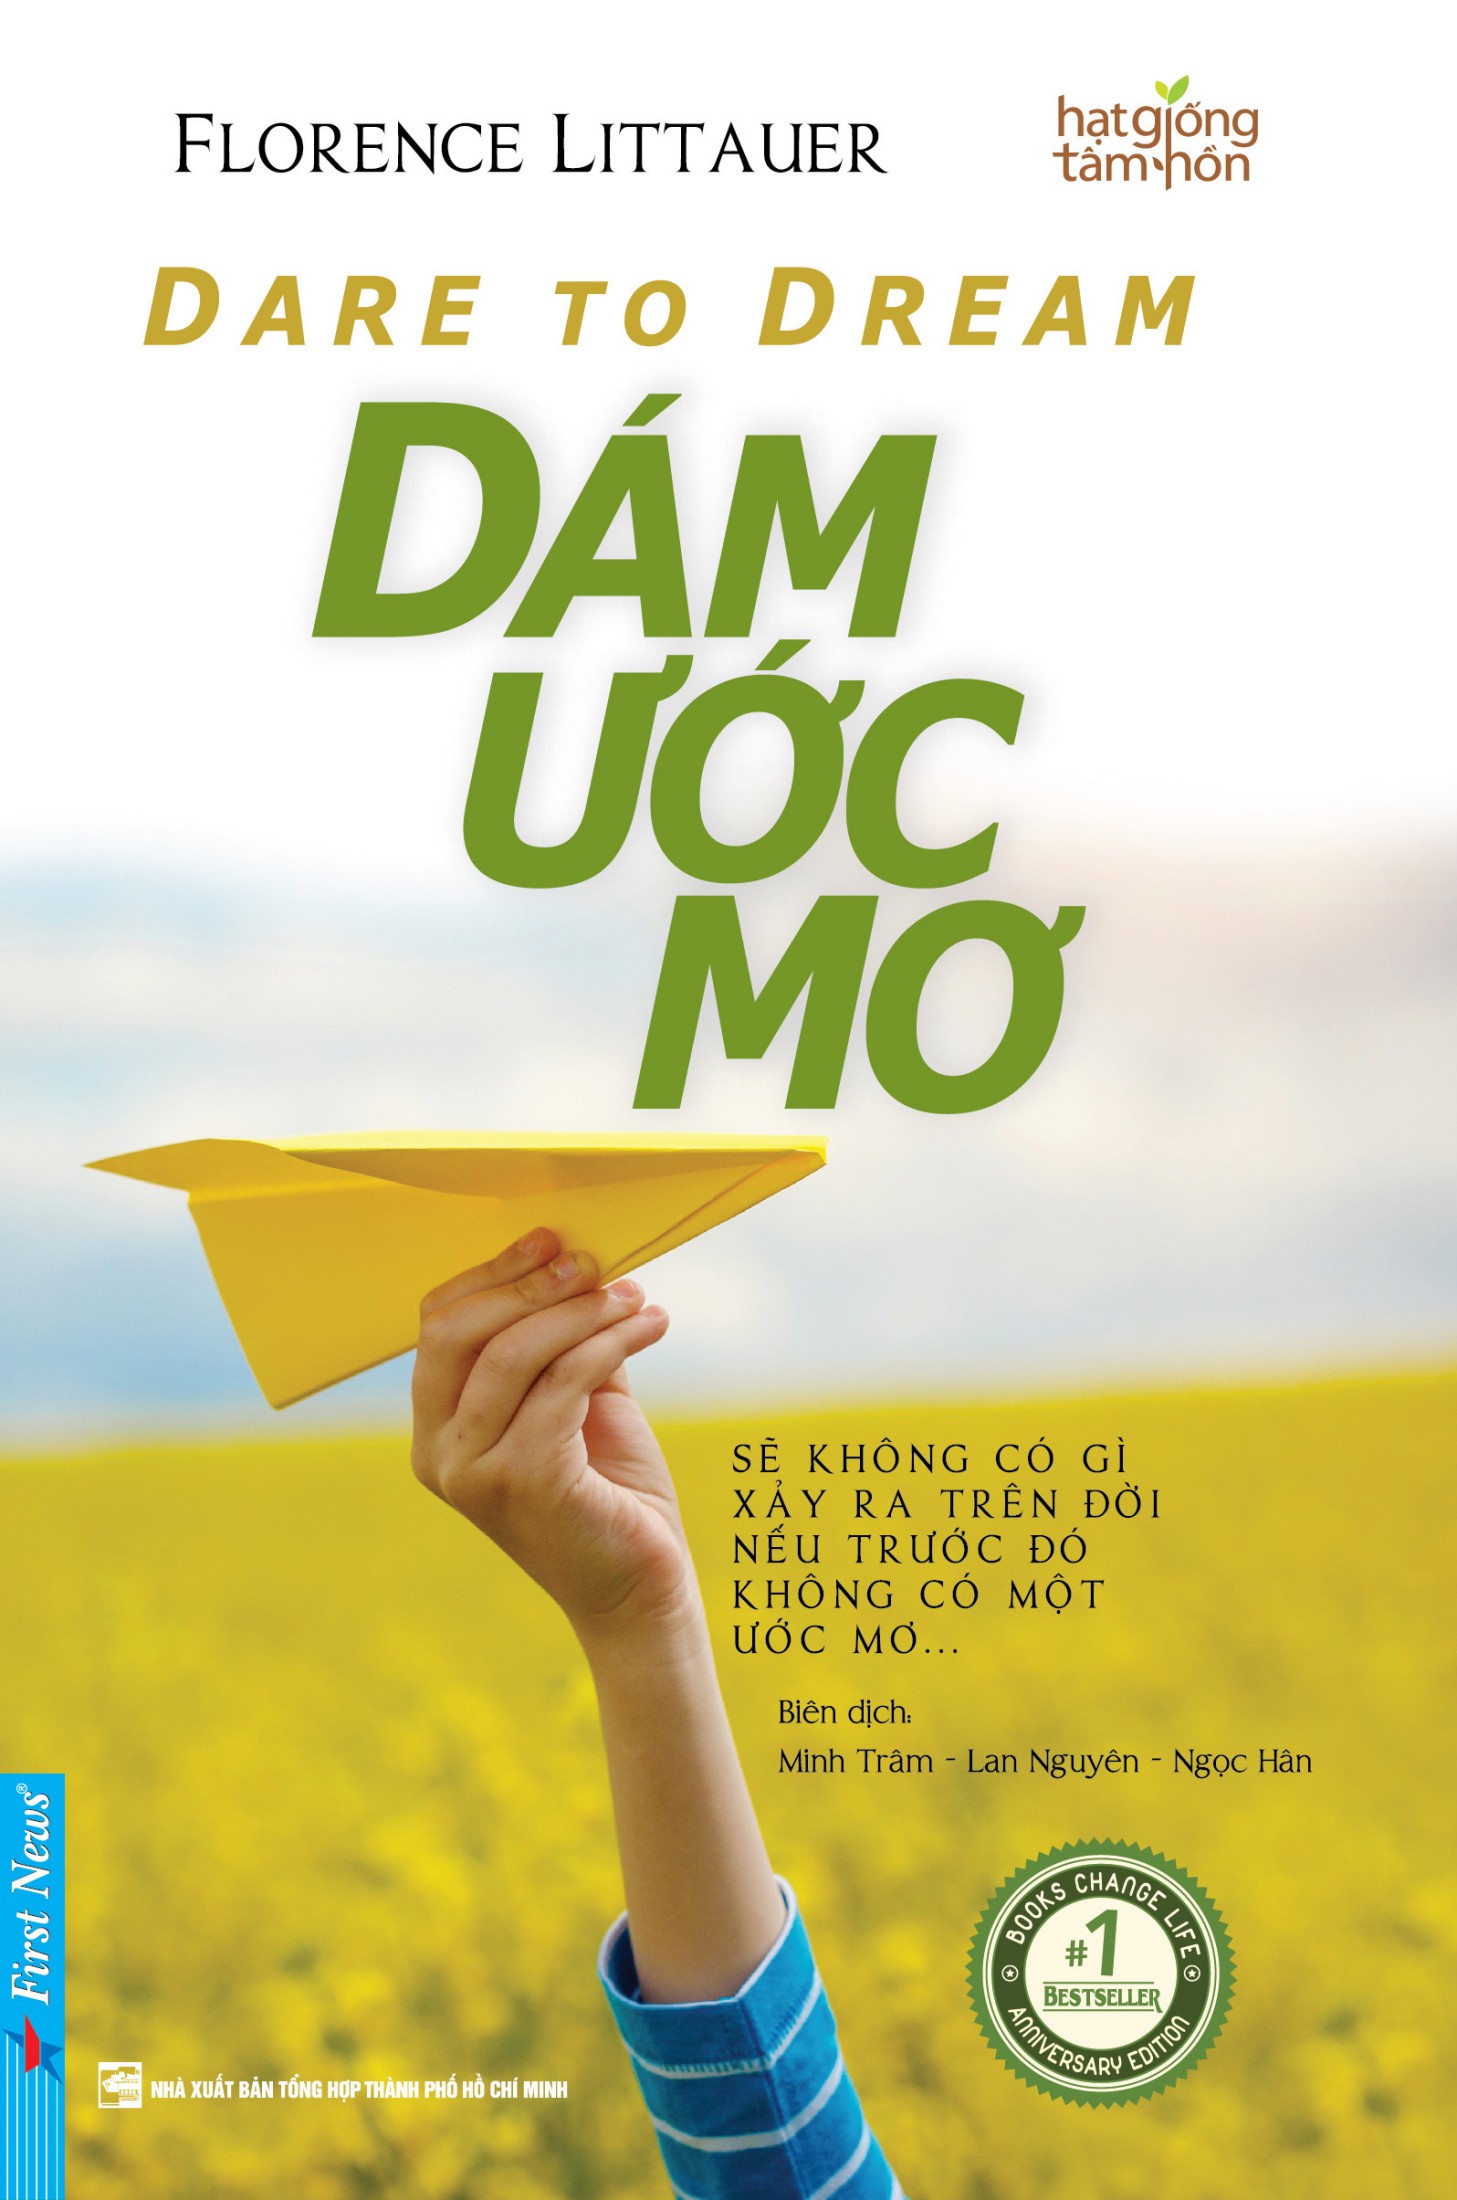 FLORENCE LITTAUER
hạt giống
tâm hồn
DARE TO DREAM
DÁM
ƯỚC
MƠ
SẼ KHÔNG CÓ GÌ
XẢY RA TRÊN ĐỜI
NẾU TRƯỚC ĐÓ
KHÔNG CÓ MỘT
ƯỚC MƠ...
Biên dịch:
Minh Trâm - Lan Nguyên - Ngọc Hân
First News®
BOOKS CHANGE LIFE
#1
BESTSELLER
ANNIVERSARY EDITION
NHÀ XUẤT BẢN TỔNG HỢP THÀNH PHỐ HỒ CHÍ MINH